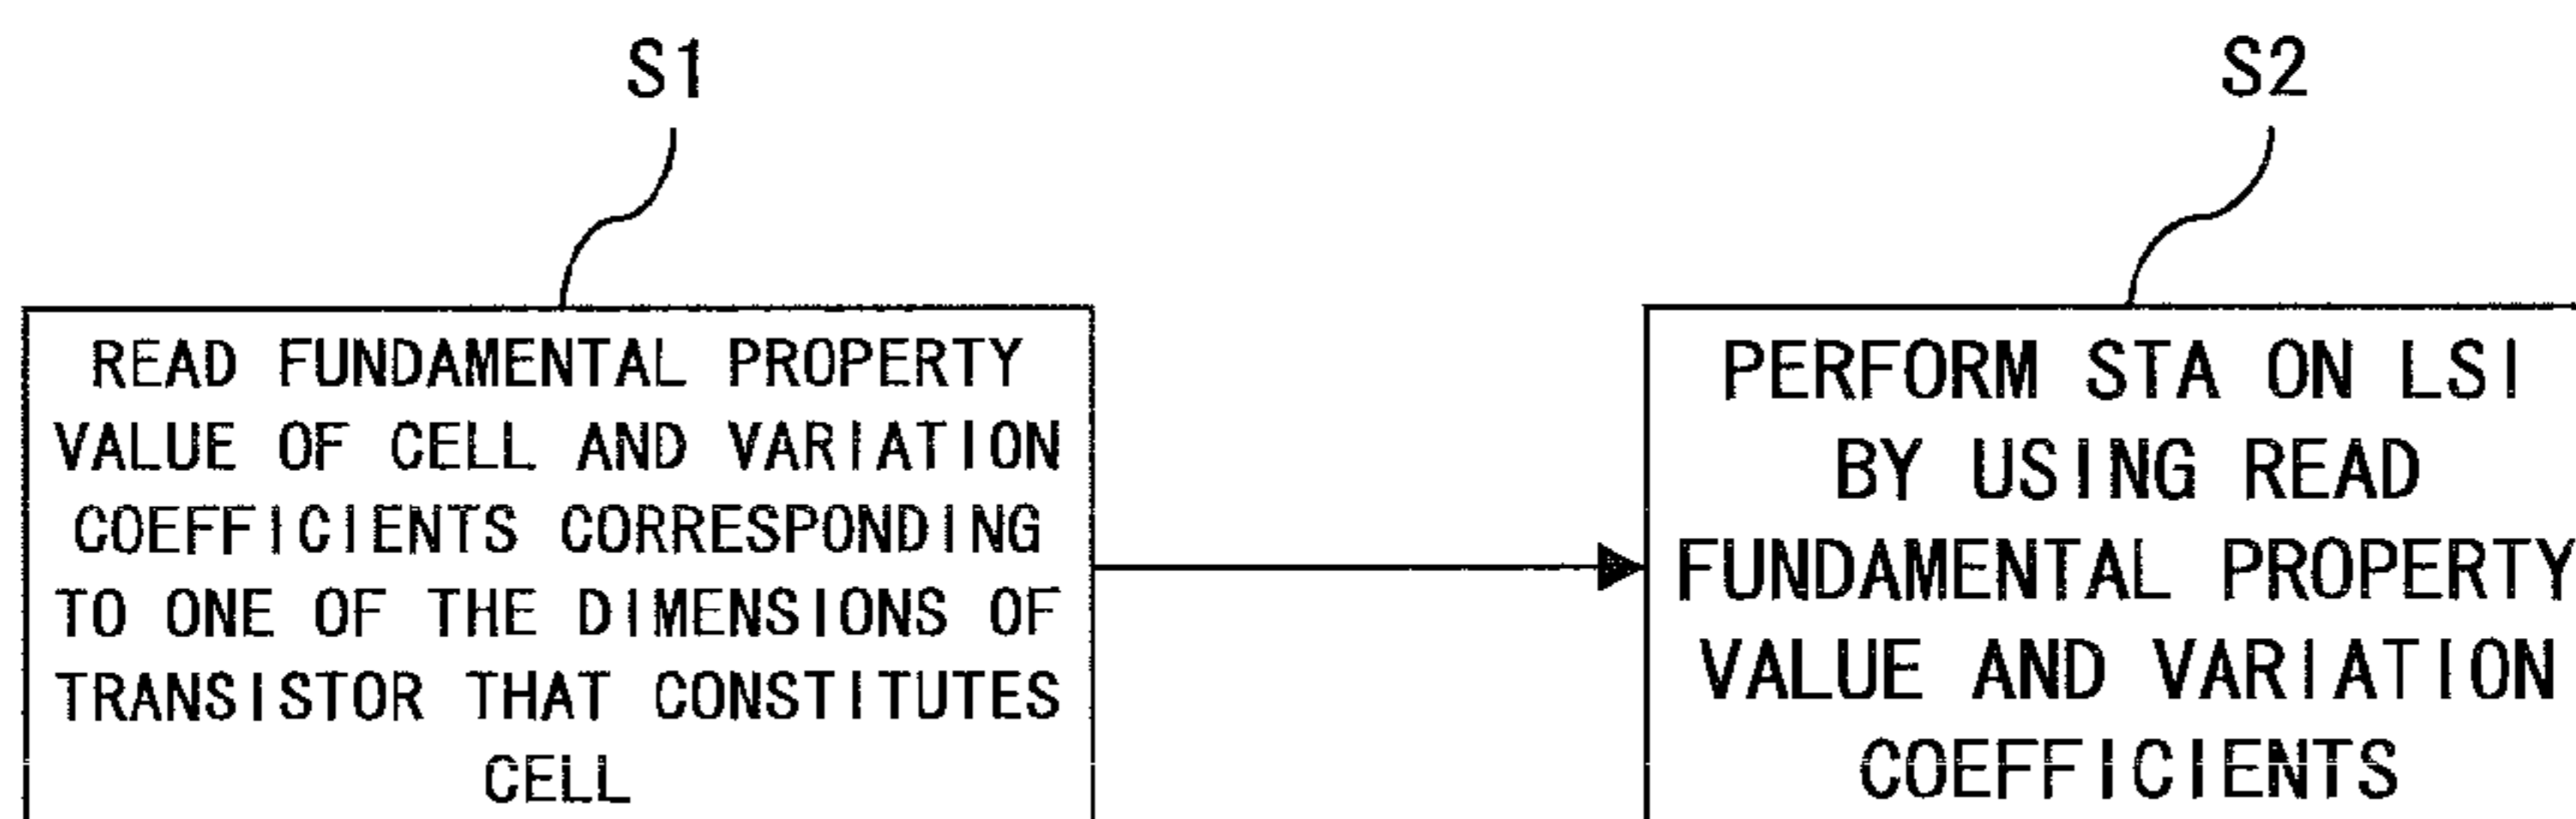 S1
READ FUNDAMENTAL PROPERTY
VALUE OF CELL AND VARIATION
COEFFICIENTS CORRESPONDING
TO ONE OF THE DIMENSIONS OF
TRANSISTOR THAT CONSTITUTES
CELL
S2
PERFORM STA ON LSI
BY USING READ
FUNDAMENTAL PROPERTY
VALUE AND VARIATION
COEFFICIENTS